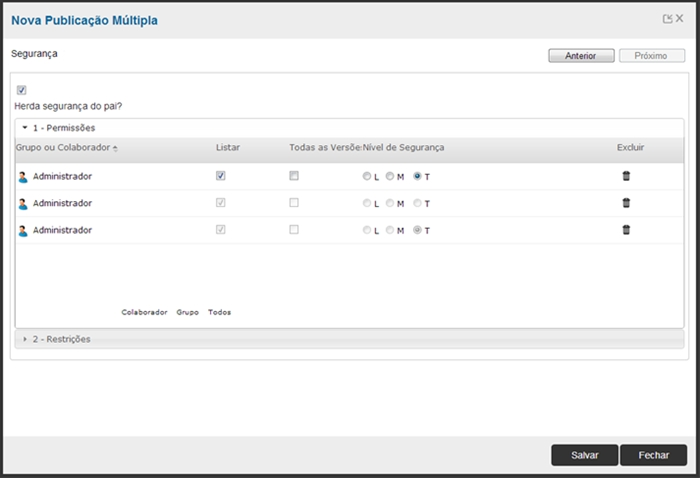 Nova Publicação Múltipla
Segurança
Anterior Próximo
Herda segurança do pai?
1 - Permissões
Grupo ou Colaborador Listar Todas as Versõe Nível de Segurança Excluir
Administrador L M T
Administrador L M T
Administrador L M T
Colaborador Grupo Todos
2 - Restrições
Salvar Fechar